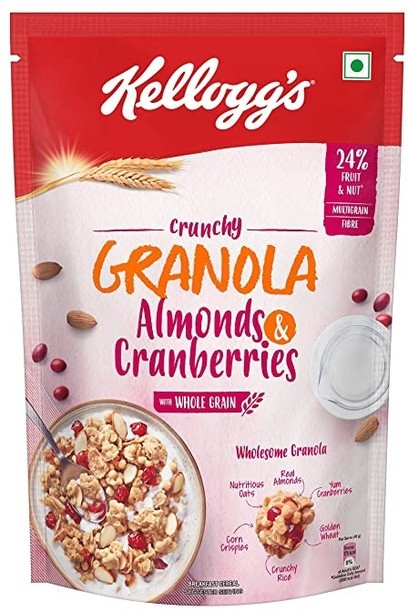 Kellogg's
24%
FRUIT
& NUT*
MULTIGRAIN
FIBRE
Crunchy
GRANOLA
Almonds &
Cranberries
WITH WHOLE GRAIN
Wholesome Granola
Real
Almonds
Nutritious
Oats
Yum
Cranberries
Corn
Crispies
Golden
Wheat
Crunchy
Rice
BREAKFAST CEREAL